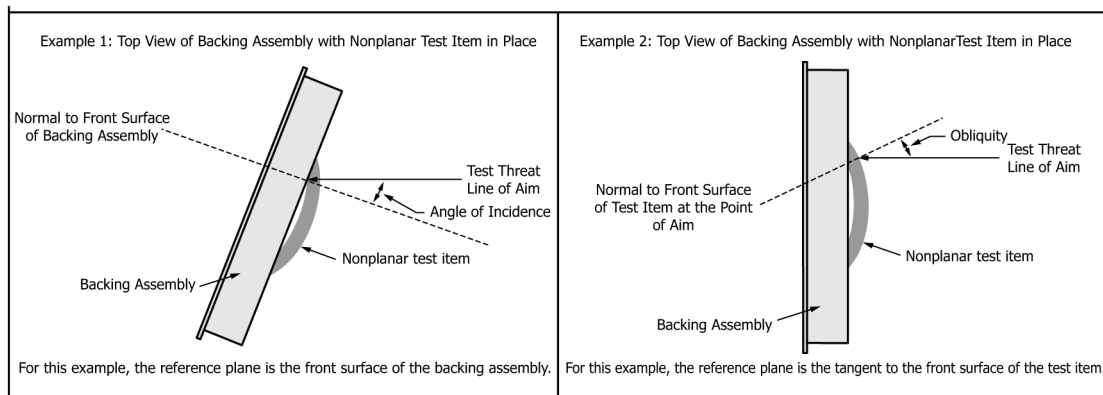 Example 1: Top View of Backing Assembly with Nonplanar Test Item in Place
Normal to Front Surface
of Backing Assembly
Test Threat
Line of Aim
Angle of Incidence
Nonplanar test item
Backing Assembly
For this example, the reference plane is the front surface of the backing assembly.
Example 2: Top View of Backing Assembly with NonplanarTest Item in Place
Obliquity
Test Threat
Line of Aim
Normal to Front Surface
of Test Item at the Point
of Aim
Nonplanar test item
Backing Assembly
For this example, the reference plane is the tangent to the front surface of the test item.